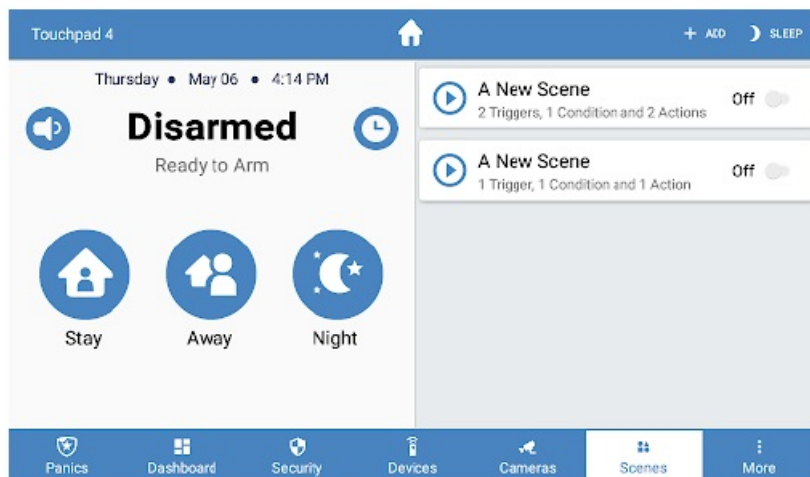 Touchpad 4
+ ADD SLEEP
Thursday • May 06 • 4:14 PM
Disarmed
Ready to Arm
Stay
Away
Night
A New Scene
2 Triggers, 1 Condition and 2 Actions
Off
A New Scene
1 Trigger, 1 Condition and 1 Action
Off
Panics
Dashboard
Security
Devices
Cameras
Scenes
More